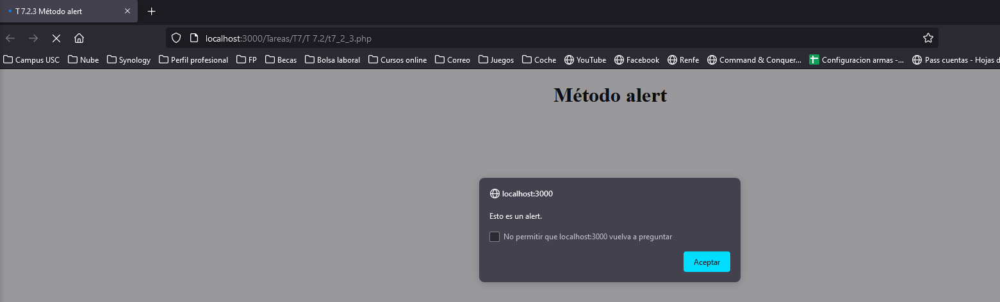 T 7.2.3 Método alert
localhost:3000/Tareas/T7/T 7.2/t7_2_3.php
Campus USC Nube Synology Perfil profesional FP Becas Bolsa laboral Cursos online Correo Juegos Coche YouTube Facebook Renfe Command & Conquer... Configuracion armas -... Pass cuentas - Hojas d
Método alert
localhost:3000
Esto es un alert.
No permitir que localhost:3000 vuelva a preguntar
Aceptar